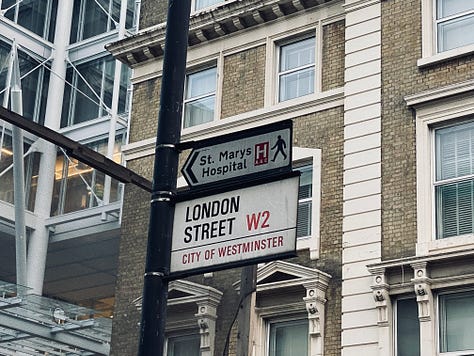 St. Marys H
Hospital
LONDON
STREET W2
CITY OF WESTMINSTER